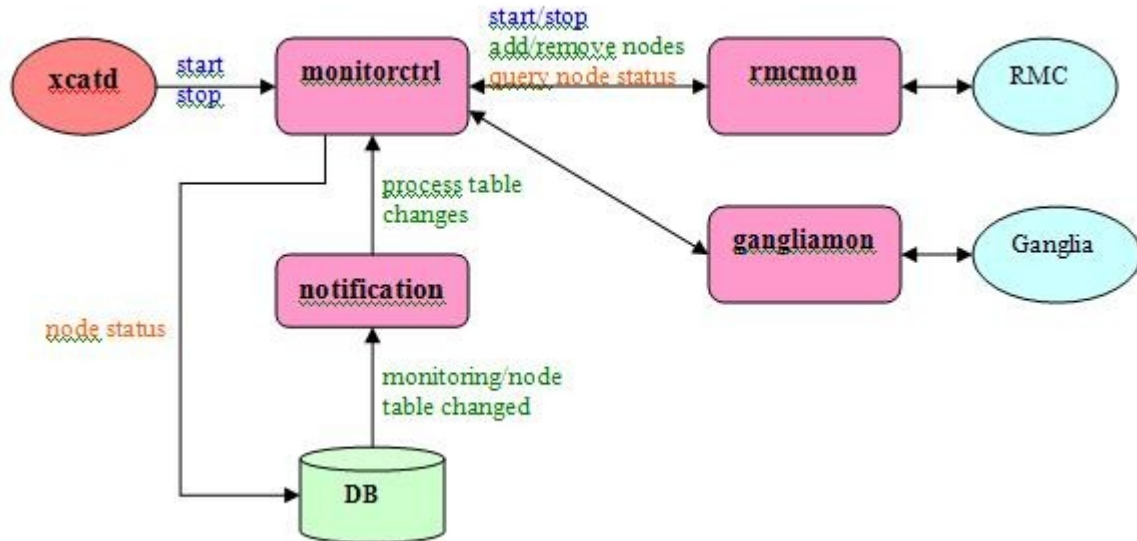 start/stop
add/remove nodes
query node status
xcatd
start
stop
monitorctrl
rmcmon
RMC
process table
changes
gangliamon
Ganglia
notification
node status
monitoring/node
table changed
DB